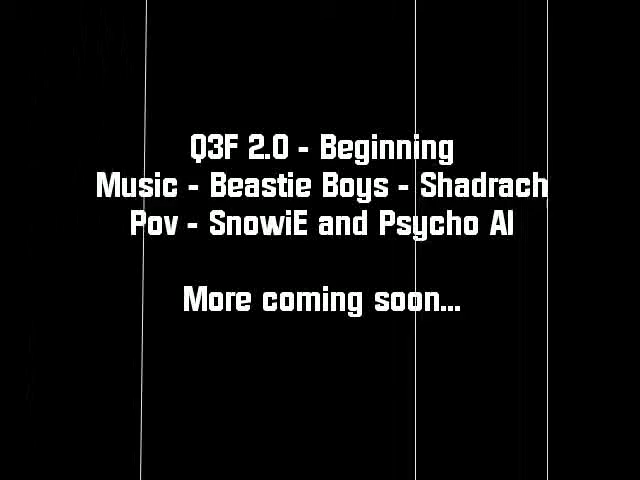 Q3F 2.0 - Beginning
Music - Beastie Boys - Shadrach
Pov - SnowiE and Psycho Al
More coming soon...